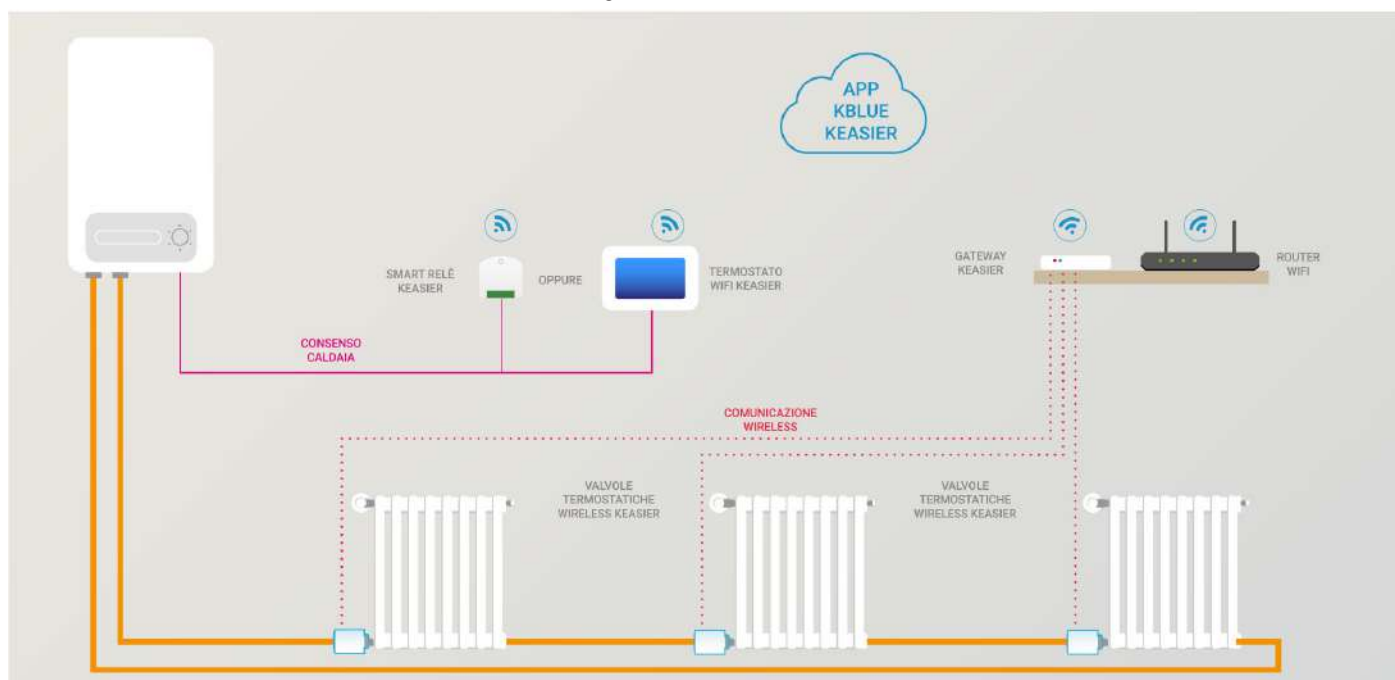 APP
KBLUE
KEASIER
SMART RELÈ
KEASIER
OPPURE
TERMOSTATO
WIFI KEASIER
GATEWAY
KEASIER
ROUTER
WIFI
CONSENSO
CALDAIA
COMUNICAZIONE
WIRELESS
VALVOLE
TERMOSTATICHE
WIRELESS KEASIER
VALVOLE
TERMOSTATICHE
WIRELESS KEASIER